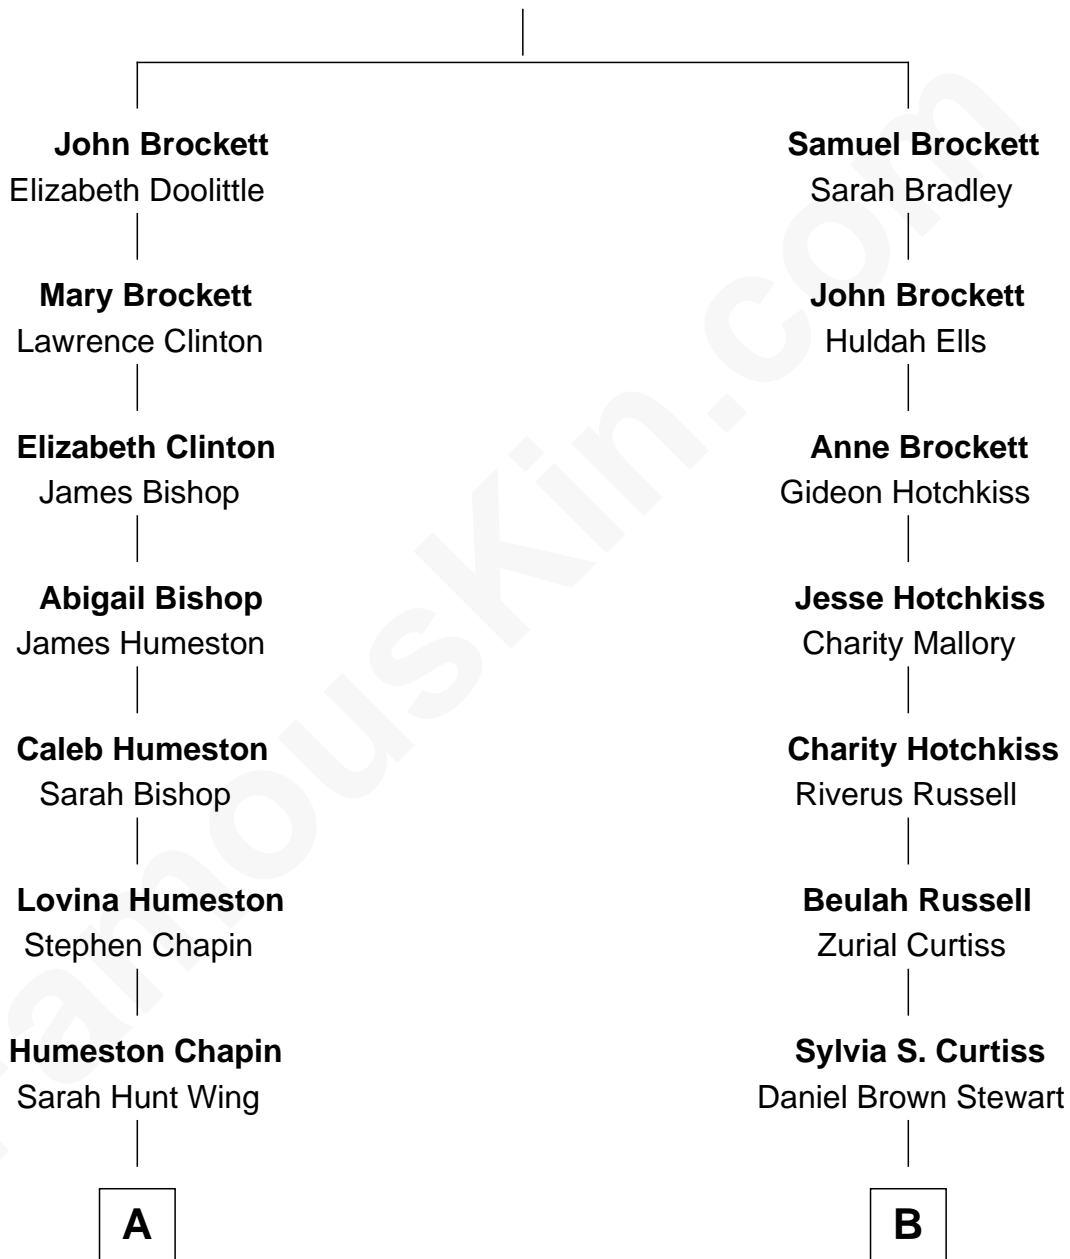 John Brockett
Elizabeth Doolittle
Mary Brockett
Lawrence Clinton
Elizabeth Clinton
James Bishop
Abigail Bishop
James Humeston
Caleb Humeston
Sarah Bishop
Lovina Humeston
Stephen Chapin
Humeston Chapin
Sarah Hunt Wing
A
Samuel Brockett
Sarah Bradley
John Brockett
Huldah Ells
Anne Brockett
Gideon Hotchkiss
Jesse Hotchkiss
Charity Mallory
Charity Hotchkiss
Riverus Russell
Beulah Russell
Zurial Curtiss
Sylvia S. Curtiss
Daniel Brown Stewart
B
FamousKin.com